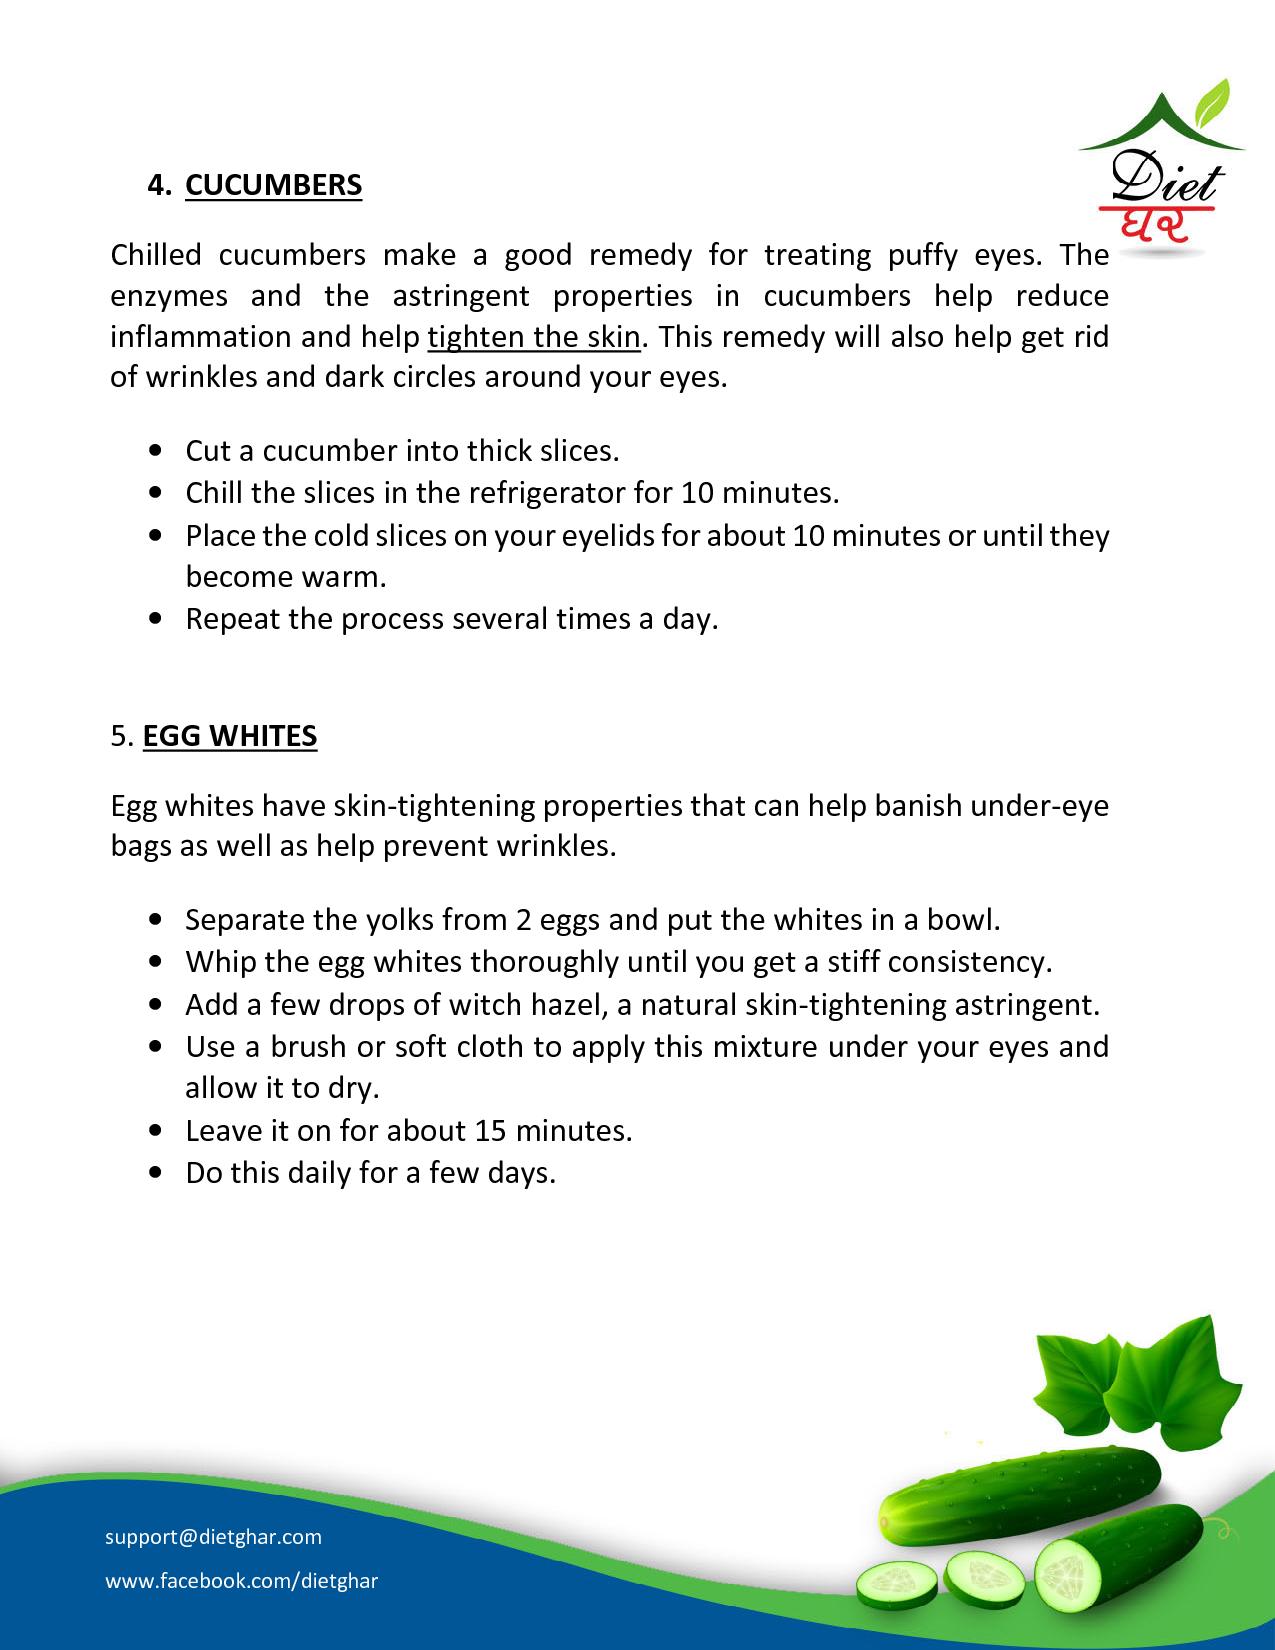 Diet
ઘર
4. CUCUMBERS
Chilled cucumbers make a good remedy for treating puffy eyes. The
enzymes and the astringent properties in cucumbers help reduce
inflammation and help tighten the skin. This remedy will also help get rid
of wrinkles and dark circles around your eyes.
• Cut a cucumber into thick slices.
• Chill the slices in the refrigerator for 10 minutes.
• Place the cold slices on your eyelids for about 10 minutes or until they
become warm.
• Repeat the process several times a day.
5. EGG WHITES
Egg whites have skin-tightening properties that can help banish under-eye
bags as well as help prevent wrinkles.
• Separate the yolks from 2 eggs and put the whites in a bowl.
• Whip the egg whites thoroughly until you get a stiff consistency.
• Add a few drops of witch hazel, a natural skin-tightening astringent.
• Use a brush or soft cloth to apply this mixture under your eyes and
allow it to dry.
• Leave it on for about 15 minutes.
• Do this daily for a few days.
support@dietghar.com
www.facebook.com/dietghar